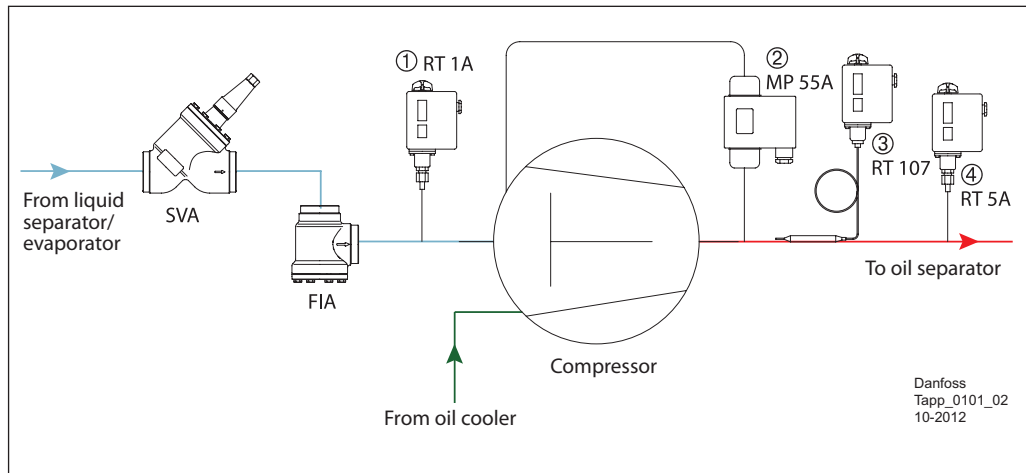 ① RT 1A
②
MP 55A
③
RT 107
④
RT 5A
From liquid
separator/
evaporator
SVA
FIA
To oil separator
Compressor
From oil cooler
Danfoss
Tapp_0101_02
10-2012